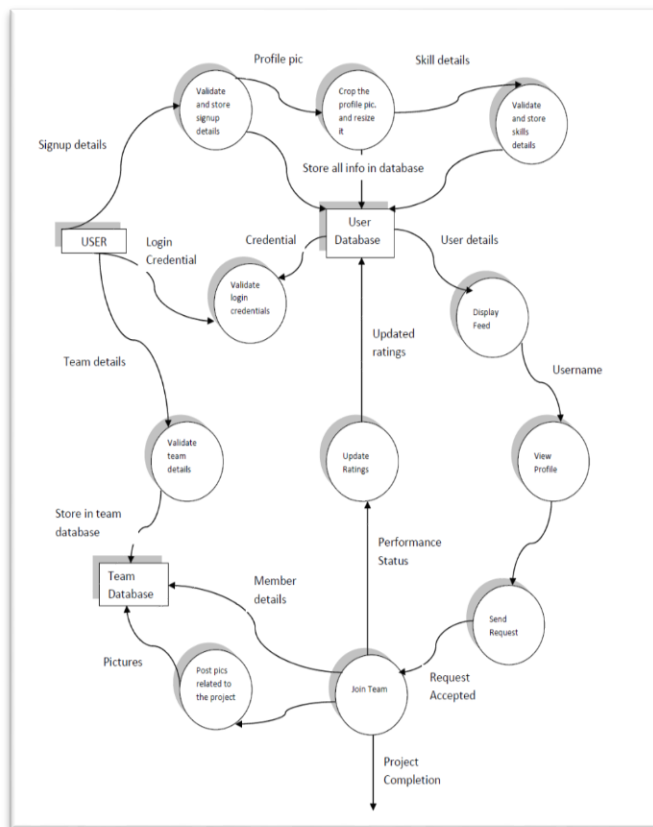 Profile pic
Skill details
Validate
and store
signup
details
Crop the
profile pic.
and resize
it
Validate
and store
skills
details
Signup details
Store all info in database
USER
Login
Credential
Credential
User
Database
User details
Validate
login
credentials
Display
Feed
Updated
ratings
Team details
Username
Validate
team
details
Update
Ratings
View
Profile
Store in team
database
Performance
Status
Team
Database
Member
details
Send
Request
Pictures
Post pics
related to
the project
Join Team
Request
Accepted
Project
Completion